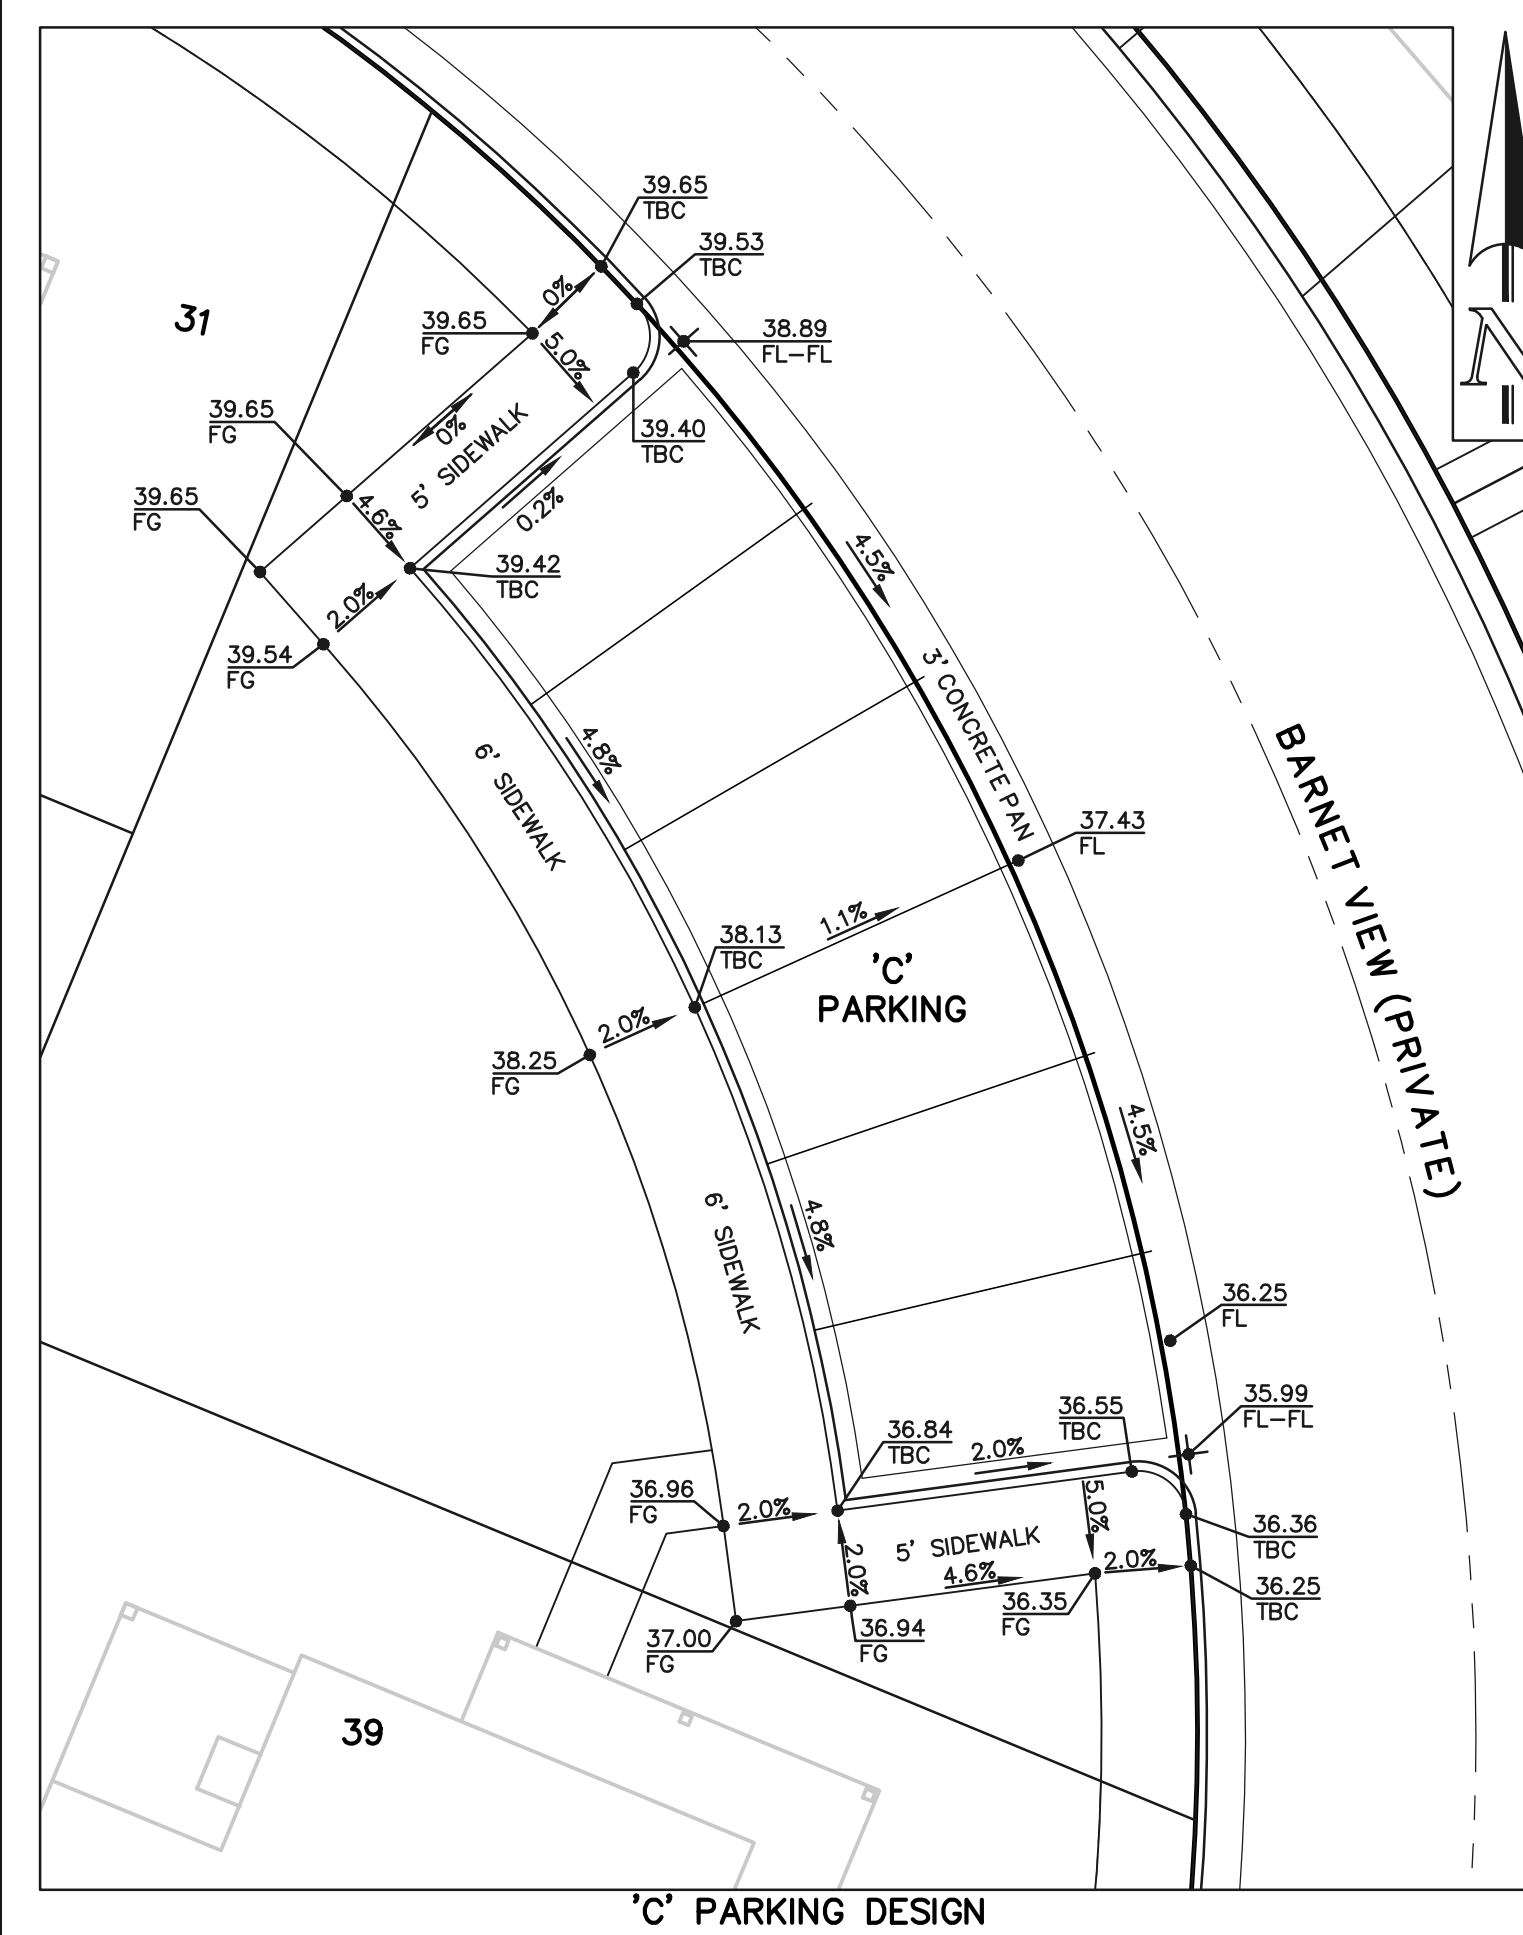 39.65
TBC
39.53
TBC
38.89
FL-FL
0%
31
39.65
FG
5.0%
39.65
FG
0%
5' SIDEWALK
39.40
TBC
39.65
FG
4.6%
0.2%
39.42
TBC
4.5%
2.0%
39.54
FG
3' CONCRETE PAN
4.8%
6' SIDEWALK
BARNET VIEW (PRIVATE)
37.43
FL
1.1%
38.13
TBC
'C'
PARKING
2.0%
38.25
FG
4.5%
6' SIDEWALK
4.8%
36.25
FL
35.99
FL-FL
36.55
TBC
36.84
TBC
2.0%
36.96
FG
2.0%
5.0%
36.36
TBC
5' SIDEWALK
2.0%
4.6%
2.0%
36.25
TBC
36.35
FG
37.00
FG
36.94
FG
39
N
'C' PARKING DESIGN